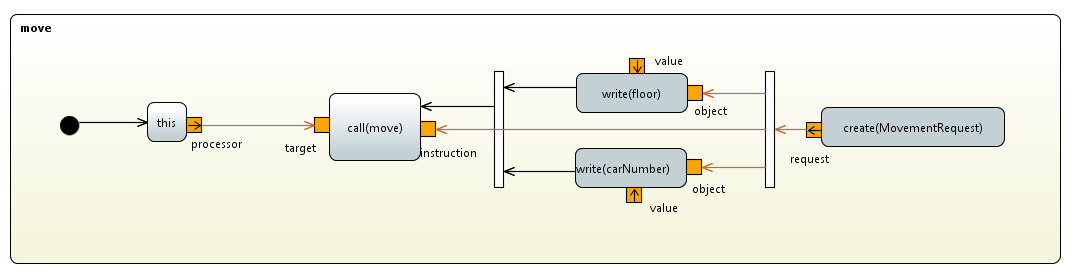 move
value
write(floor)
object
this
processor
target
call(move)
instruction
create(MovementRequest)
request
write(carNumber)
object
value